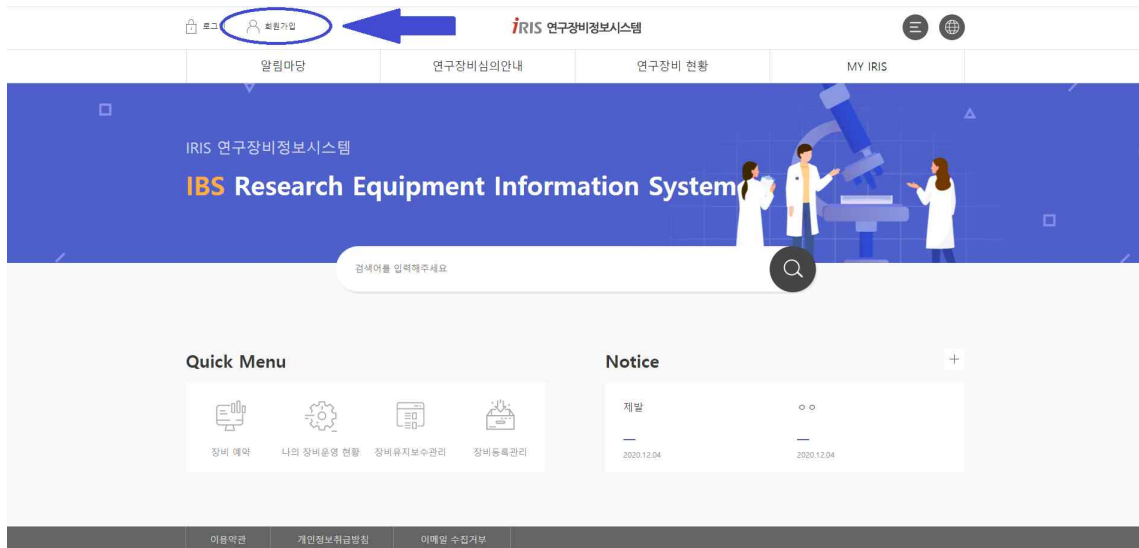 로그
회원가입
iRIS 연구장비정보시스템
알림마당 연구장비심의안내 연구장비 현황 MY IRIS
IRIS 연구장비정보시스템
IBS Research Equipment Information System
검색어를 입력해주세요
Quick Menu
장비 예약 나의 장비운영 현황 장비유지보수관리 장비등록관리
Notice
제발 ㅇㅇ
2020.12.04 2020.12.04
이용약관 개인정보취급방침 이메일 수집거부